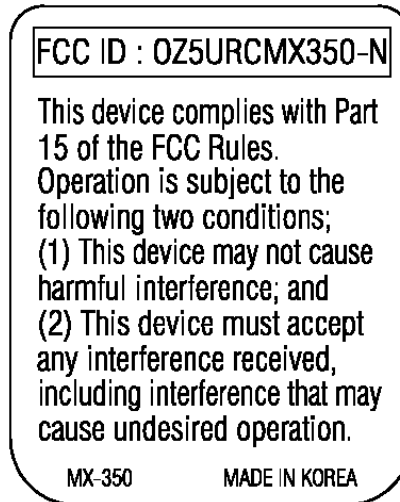 FCC ID : OZ5URCMX350-N
This device complies with Part
15 of the FCC Rules.
Operation is subject to the
following two conditions;
(1) This device may not cause
harmful interference; and
(2) This device must accept
any interference received,
including interference that may
cause undesired operation.
MX-350 MADE IN KOREA